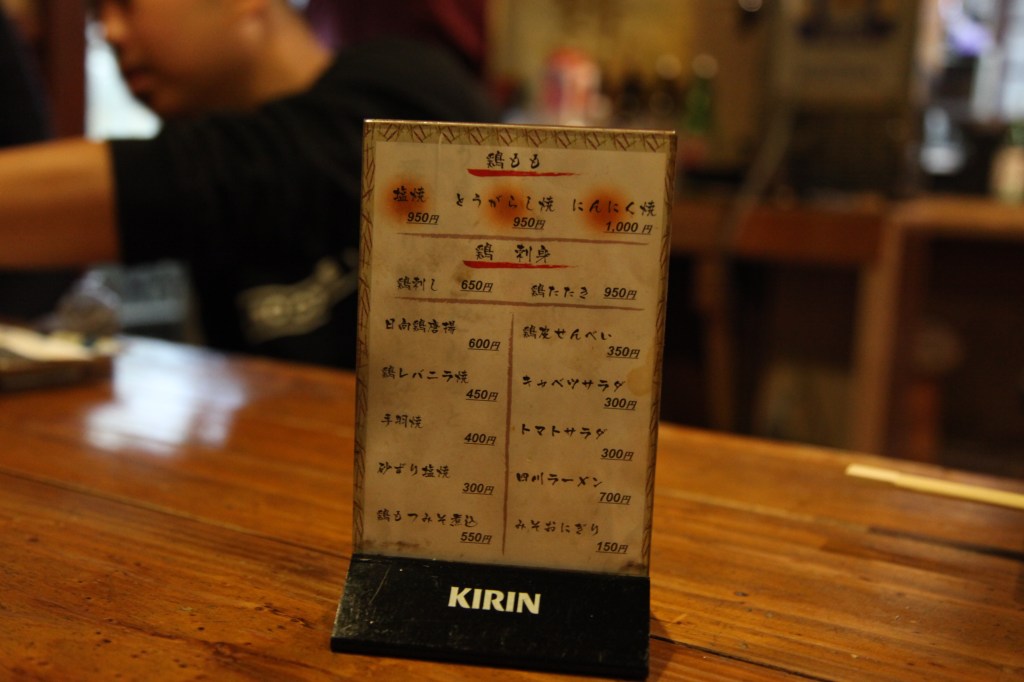 鶏もも
塩焼 とうがらし焼 にんにく焼
950円 950円 1,000円
鶏 刺身
鶏刺し 650円 鶏たたき 950円
日南鶏唐揚
600円
鶏レバニラ焼
450円
手羽焼
400円
砂ずり塩焼
300円
鶏もつみそ煮込
550円
鶏皮せんべい
350円
キャベツサラダ
300円
トマトサラダ
300円
四川ラーメン
700円
みそおにぎり
150円
KIRIN